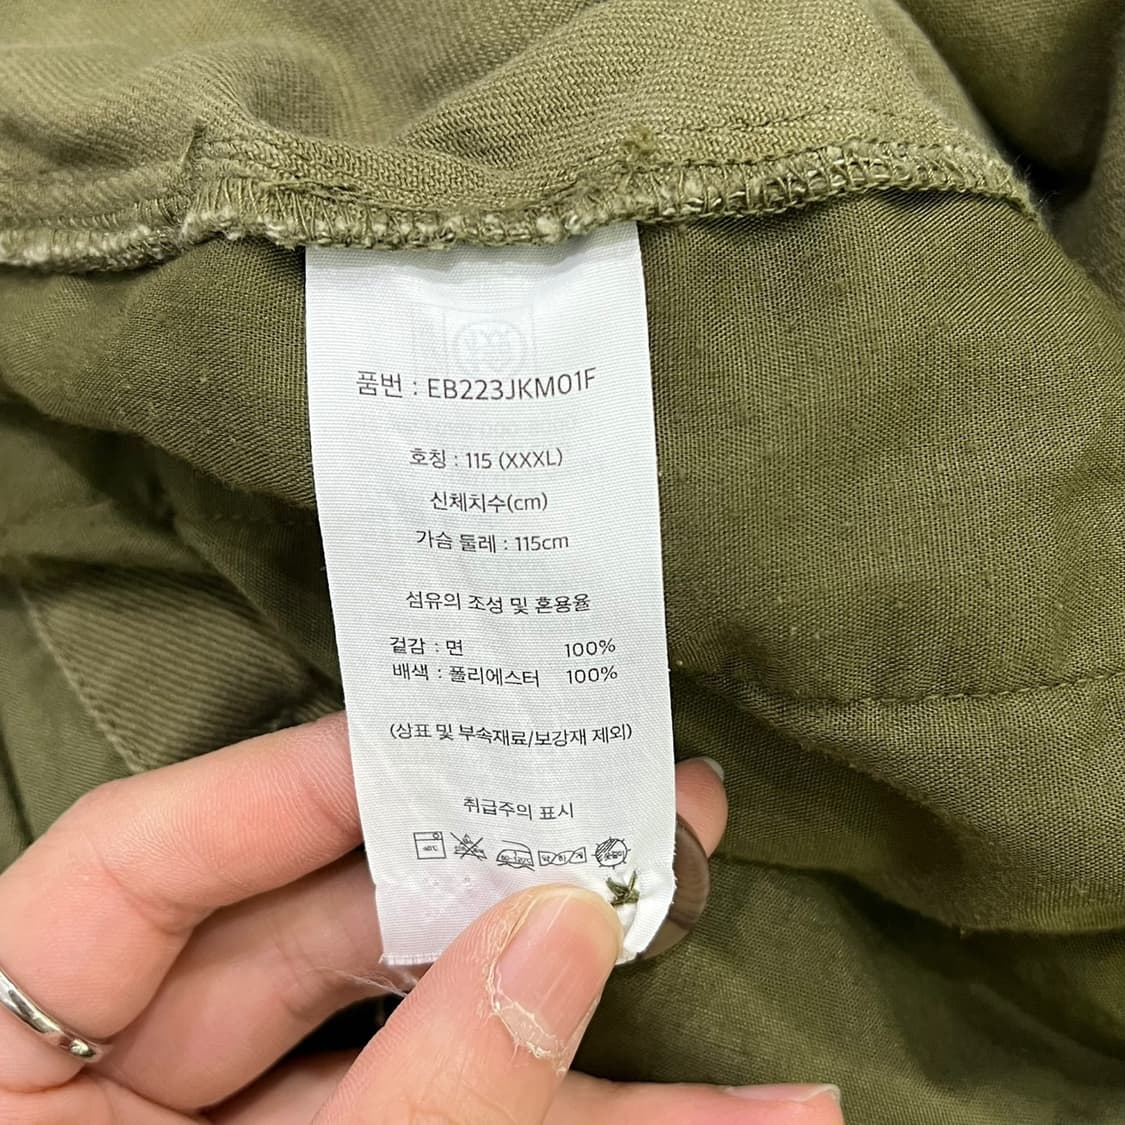 품번 : EB223JKM01F
호칭 : 115 (XXXL)
신체치수(cm)
가슴 둘레 : 115cm
섬유의 조성 및 혼용율
겉감 : 면 100%
배색 : 폴리에스터 100%
(상표 및 부속재료/보강재 제외)
취급주의 표시